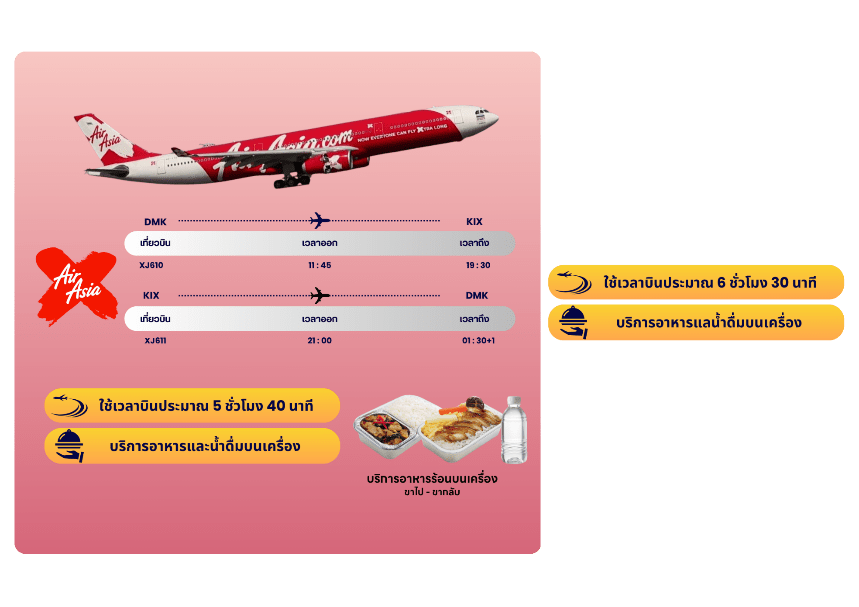 Air
Asia
AirAsia.com
NOW EVERYONE CAN FLY XTRA LONG
DMK
KIX
เที่ยวบิน
เวลาออก
เวลาถึง
XJ610
11 : 45
19 : 30
Air
Asia
KIX
DMK
เที่ยวบิน
เวลาออก
เวลาถึง
XJ611
21 : 00
01 : 30+1
ใช้เวลาบินประมาณ 5 ชั่วโมง 40 นาที
บริการอาหารและน้ำดื่มบนเครื่อง
บริการอาหารร้อนบนเครื่อง
ขาไป - ขากลับ
ใช้เวลาบินประมาณ 6 ชั่วโมง 30 นาที
บริการอาหารแลน้ำดื่มบนเครื่อง